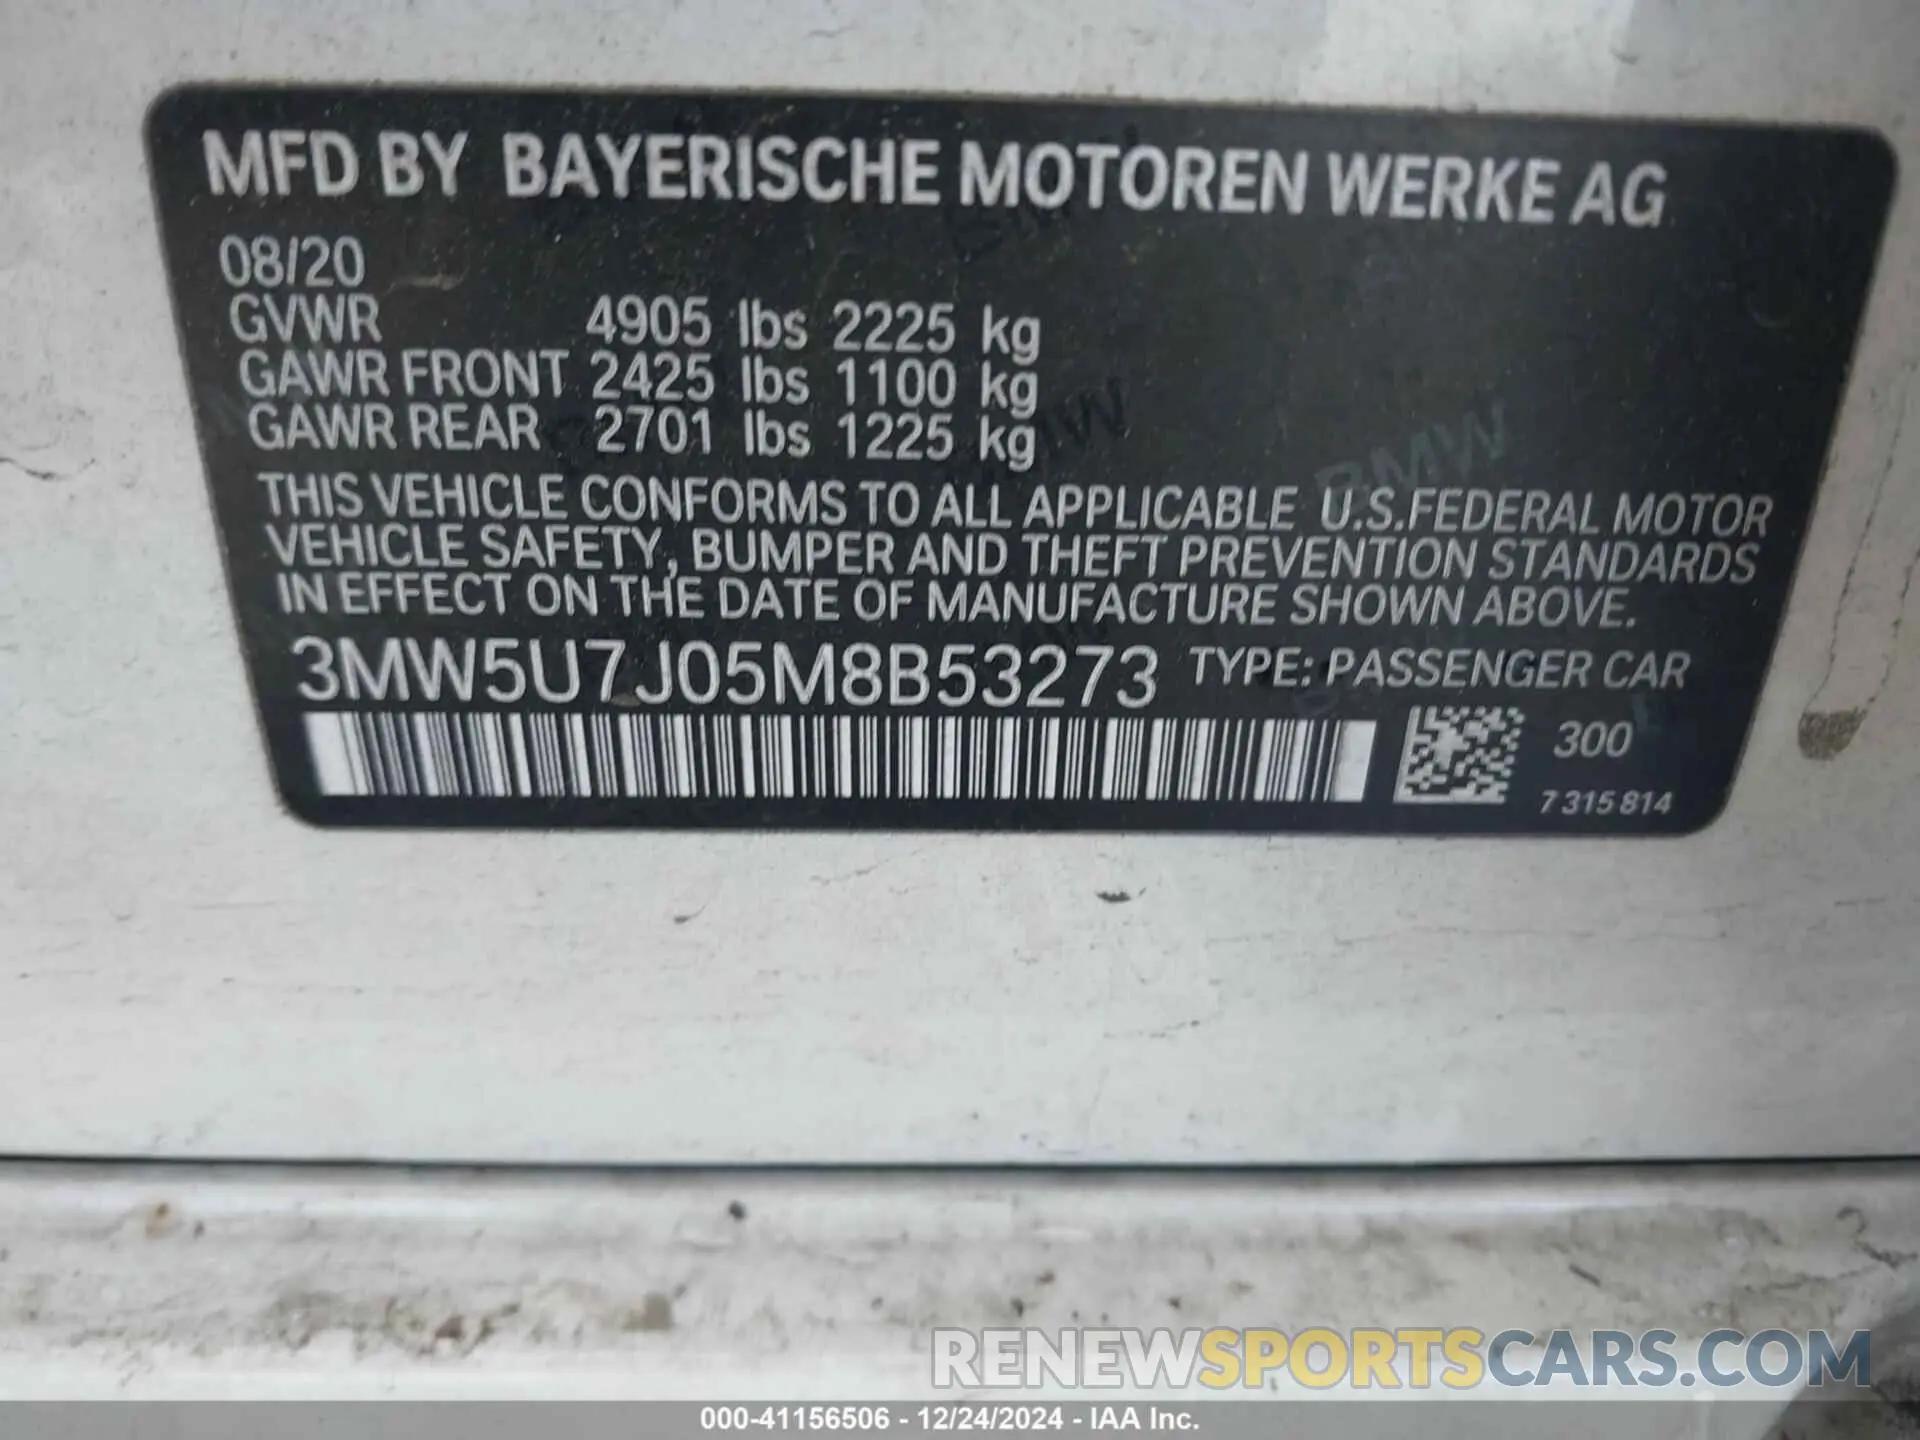 MFD BY BAYERISCHE MOTOREN WERKE AG
08/20
GVWR 4905 lbs 2225 kg
GAWR FRONT 2425 lbs 1100 kg
GAWR REAR 2701 lbs 1225 kg
THIS VEHICLE CONFORMS TO ALL APPLICABLE U.S.FEDERAL MOTOR
VEHICLE SAFETY, BUMPER AND THEFT PREVENTION STANDARDS
IN EFFECT ON THE DATE OF MANUFACTURE SHOWN ABOVE.
3MW5U7J05M8B53273 TYPE: PASSENGER CAR
300
7 315 814
RENEWSPORTSCARS.COM
000-41156506 - 12/24/2024 - IAA Inc.